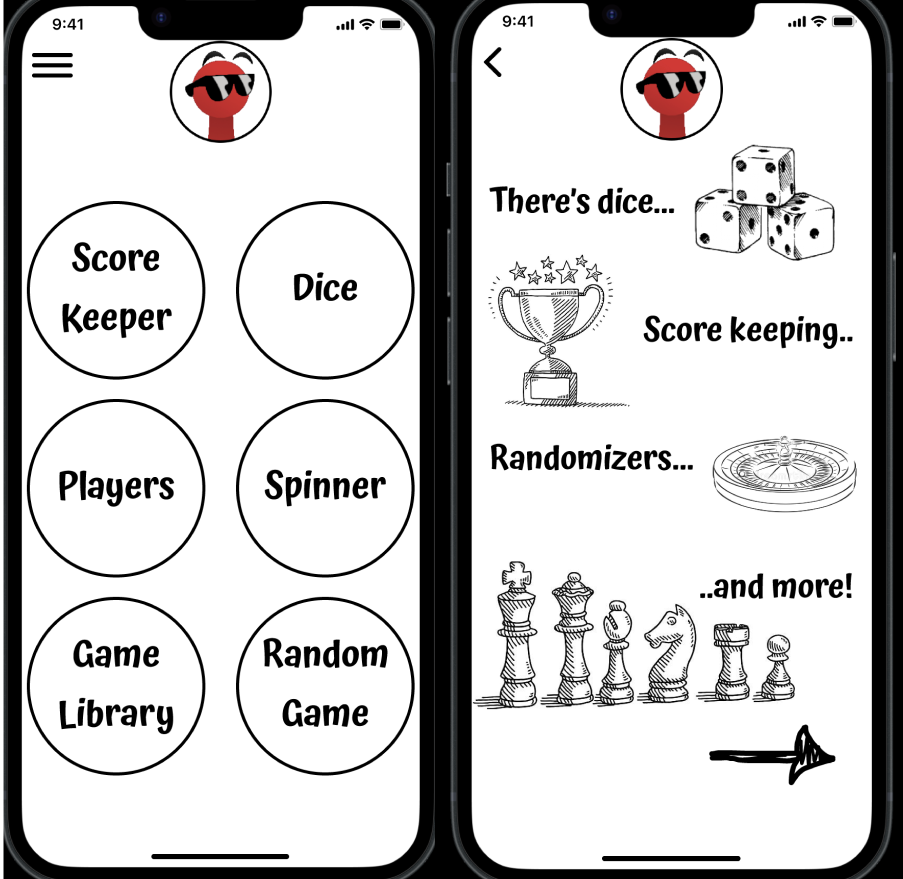 9:41
Score
Keeper
Dice
Players
Spinner
Game
Library
Random
Game
9:41
There's dice...
Score keeping..
Randomizers...
..and more!